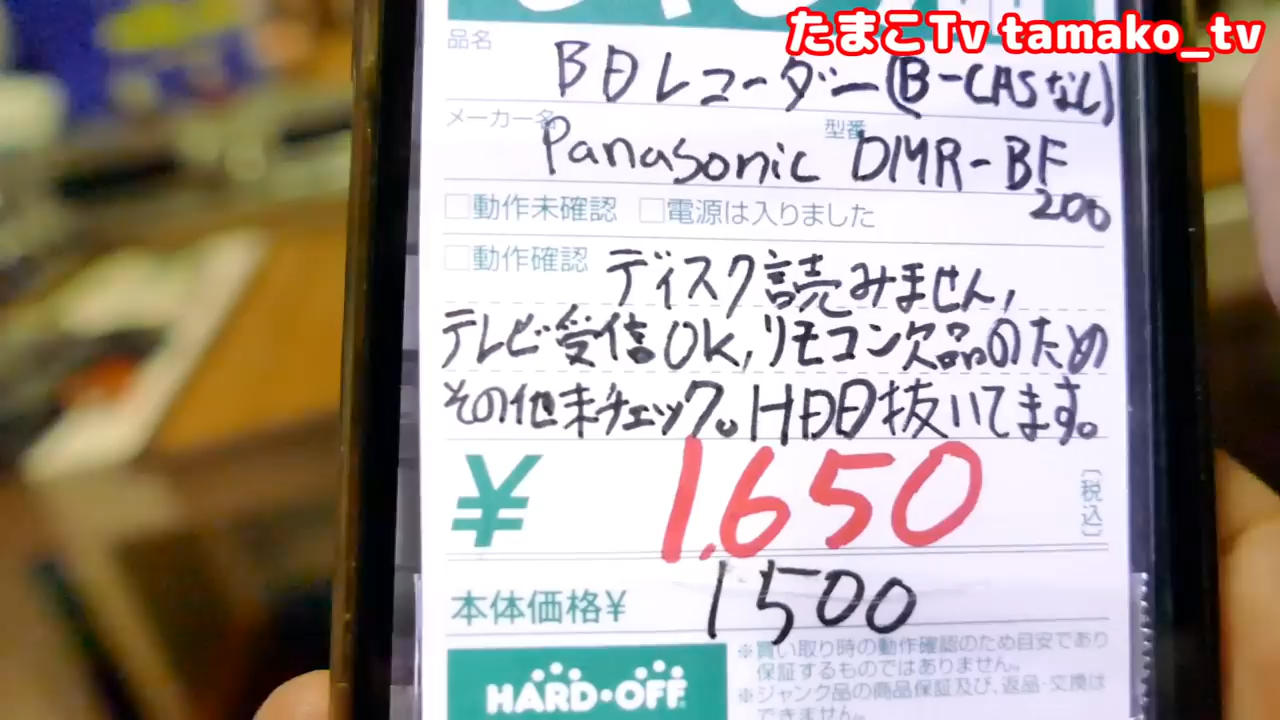 たまこTv tamako_tv
品名
BDレコーダー(B-CASなし)
メーカー名 型番
Panasonic DMR-BF
200
□動作未確認 □電源は入りました
□動作確認 ディスク読みません,
テレビ受信OK,リモコン欠品のため
その他未チェック。HDD抜いてます。
¥ 1.650 〔税込〕
本体価格¥ 1500
※買い取り時の動作確認のため目安であり
保証するものではありません。
※ジャンク品の商品保証及び、返品・交換は
できません。
HARD・OFF